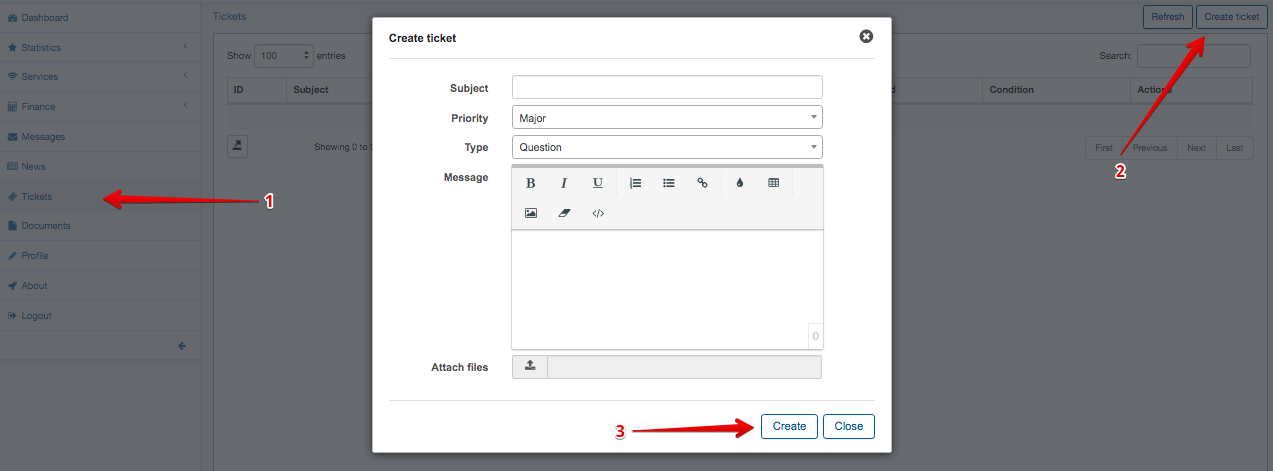 Dashboard
Statistics
Services
Finance
Messages
News
Tickets
Documents
Profile
About
Logout
Tickets
Refresh
Create ticket
Show 100 entries
Search:
ID Subject Condition Actions
Showing 0 to
First Previous Next Last
Create ticket
Subject
Priority Major
Type Question
Message
B I U
</>
0
Attach files
Create Close
1
2
3